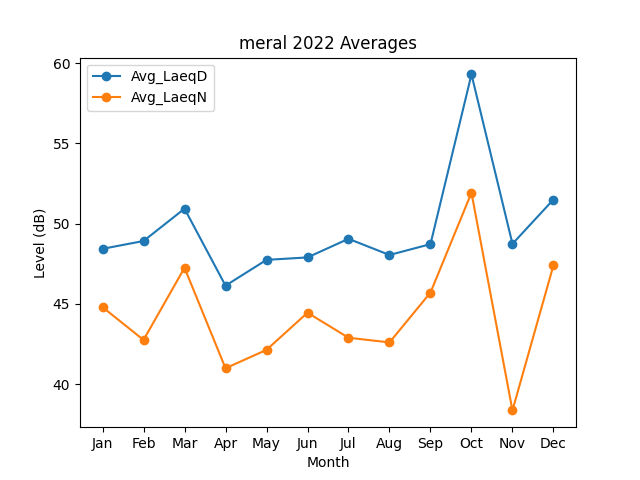 meral 2022 Averages
Avg_LaeqD
Avg_LaeqN
60
55
50
45
40
Level (dB)
Jan Feb Mar Apr May Jun Jul Aug Sep Oct Nov Dec
Month